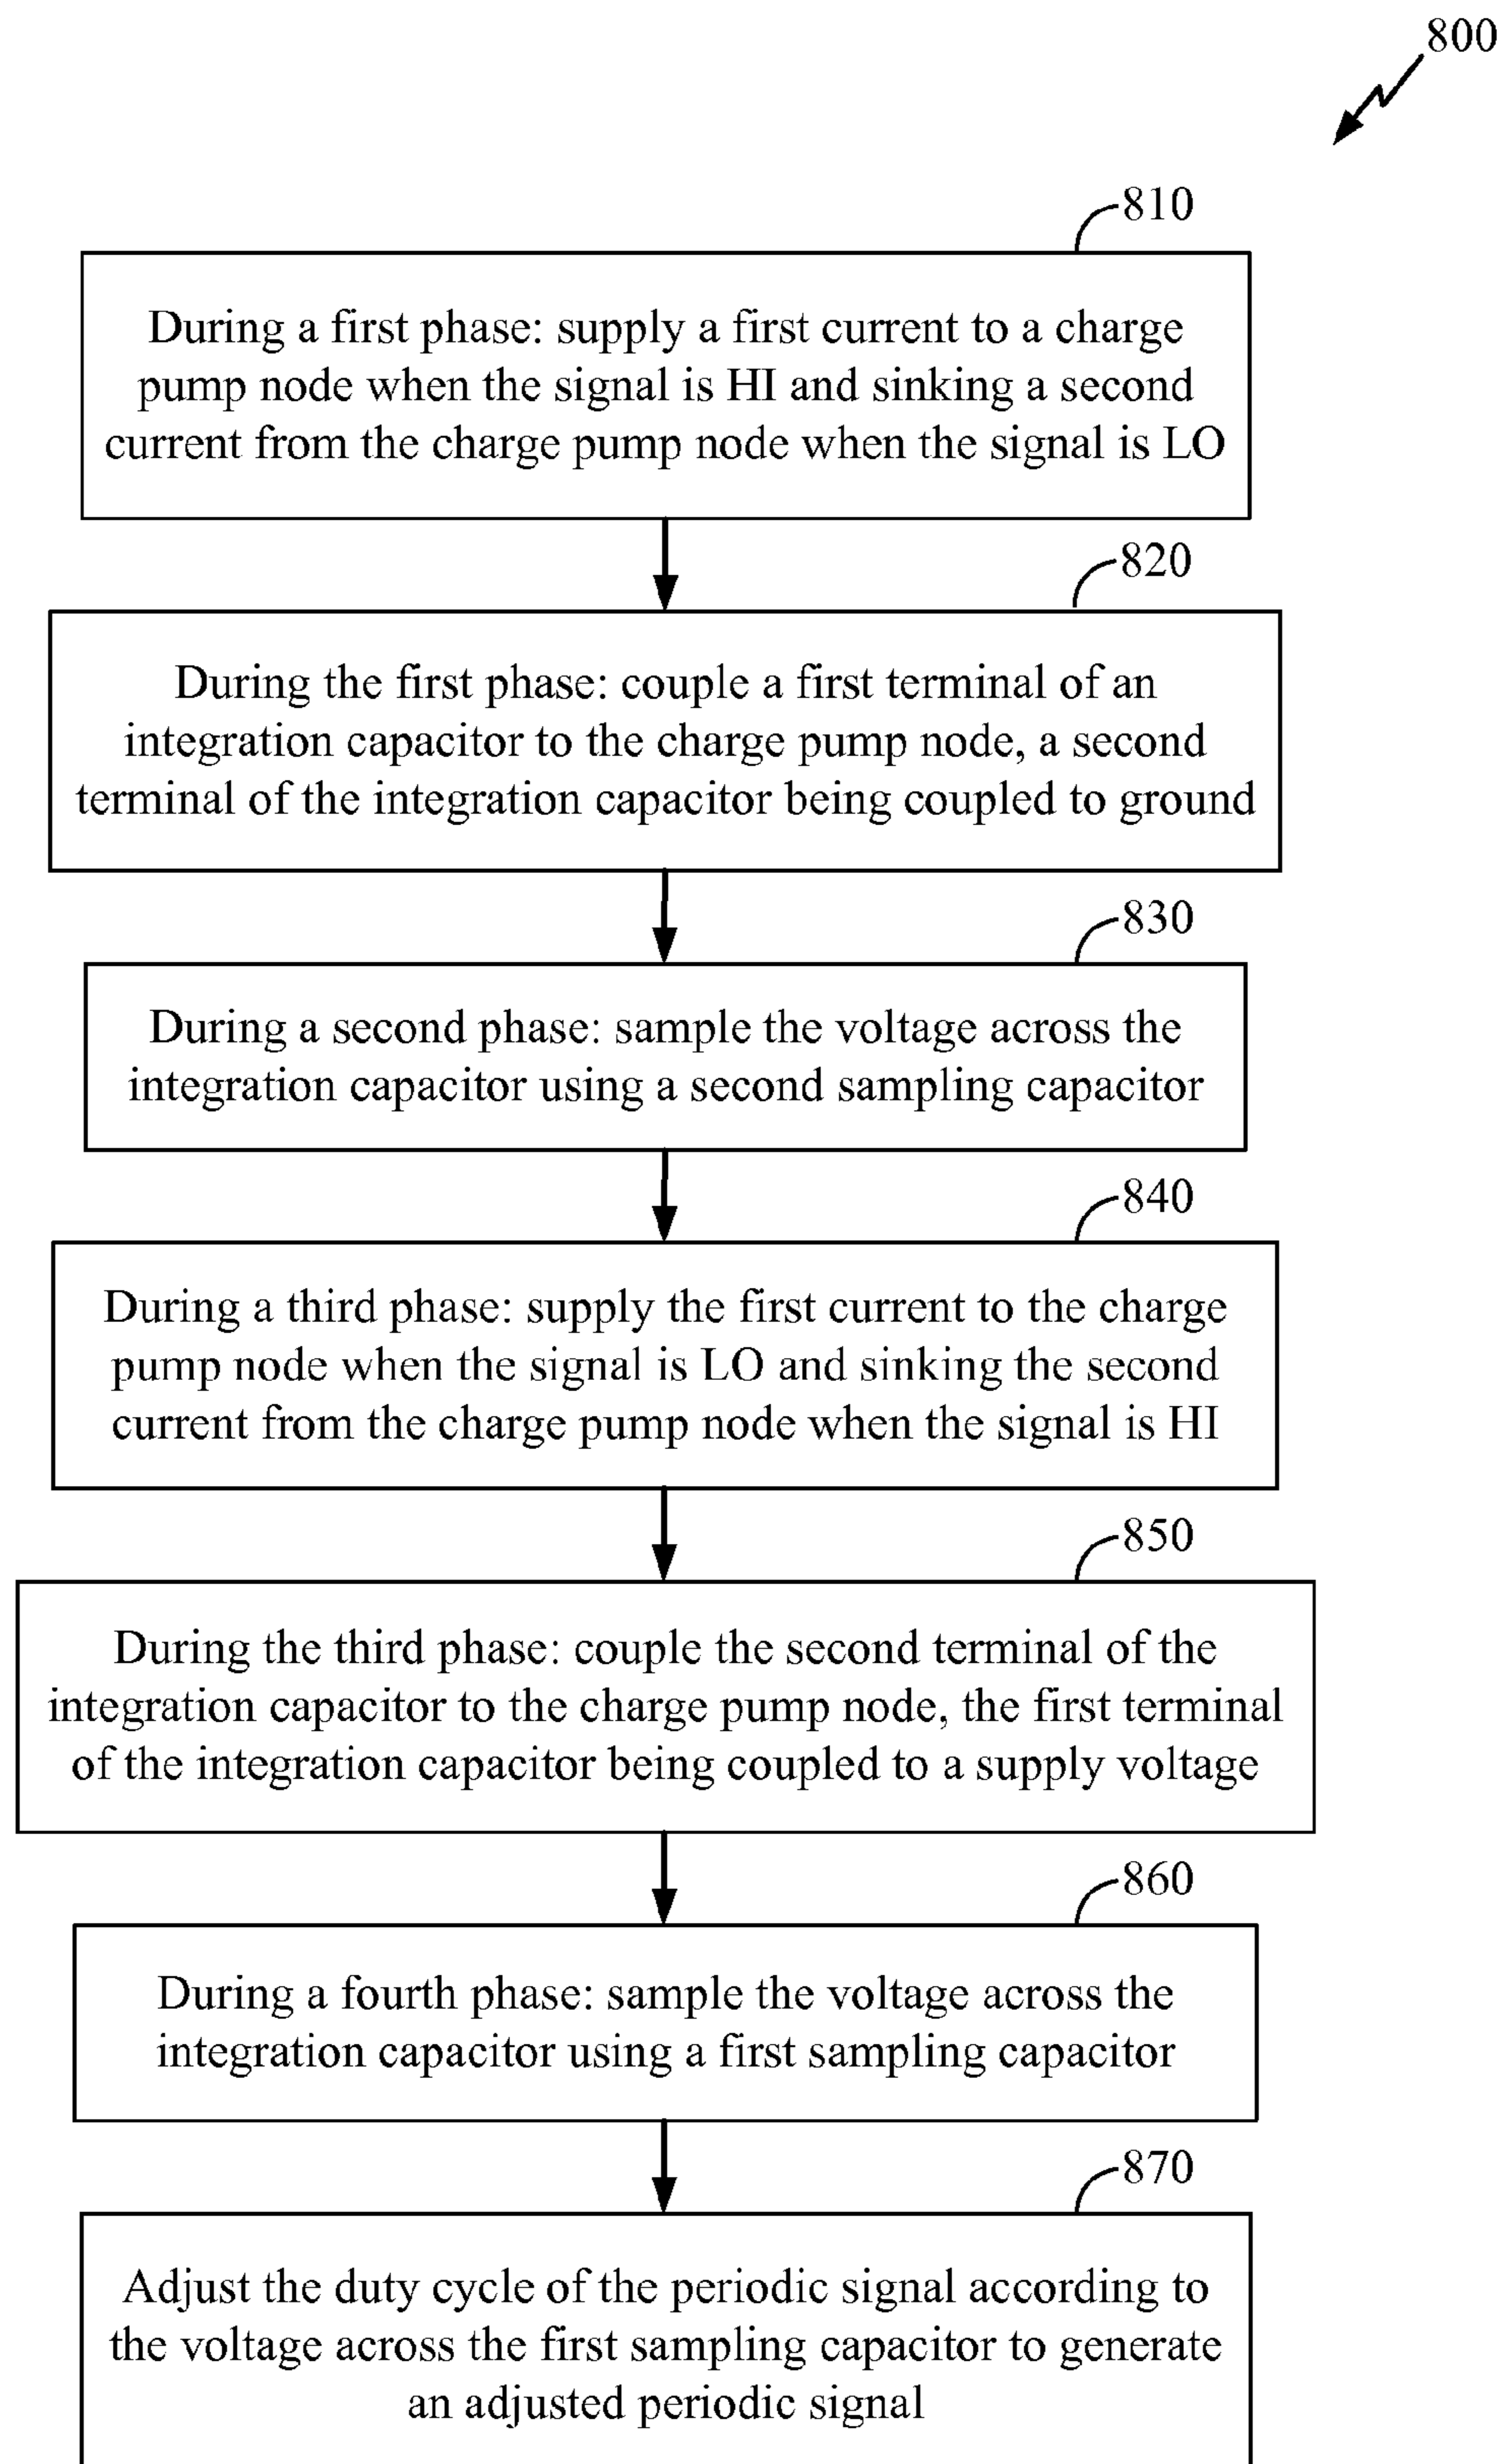 800
810
During a first phase: supply a first current to a charge
pump node when the signal is HI and sinking a second
current from the charge pump node when the signal is LO
820
During the first phase: couple a first terminal of an
integration capacitor to the charge pump node, a second
terminal of the integration capacitor being coupled to ground
830
During a second phase: sample the voltage across the
integration capacitor using a second sampling capacitor
840
During a third phase: supply the first current to the charge
pump node when the signal is LO and sinking the second
current from the charge pump node when the signal is HI
850
During the third phase: couple the second terminal of the
integration capacitor to the charge pump node, the first terminal
of the integration capacitor being coupled to a supply voltage
860
During a fourth phase: sample the voltage across the
integration capacitor using a first sampling capacitor
870
Adjust the duty cycle of the periodic signal according to
the voltage across the first sampling capacitor to generate
an adjusted periodic signal